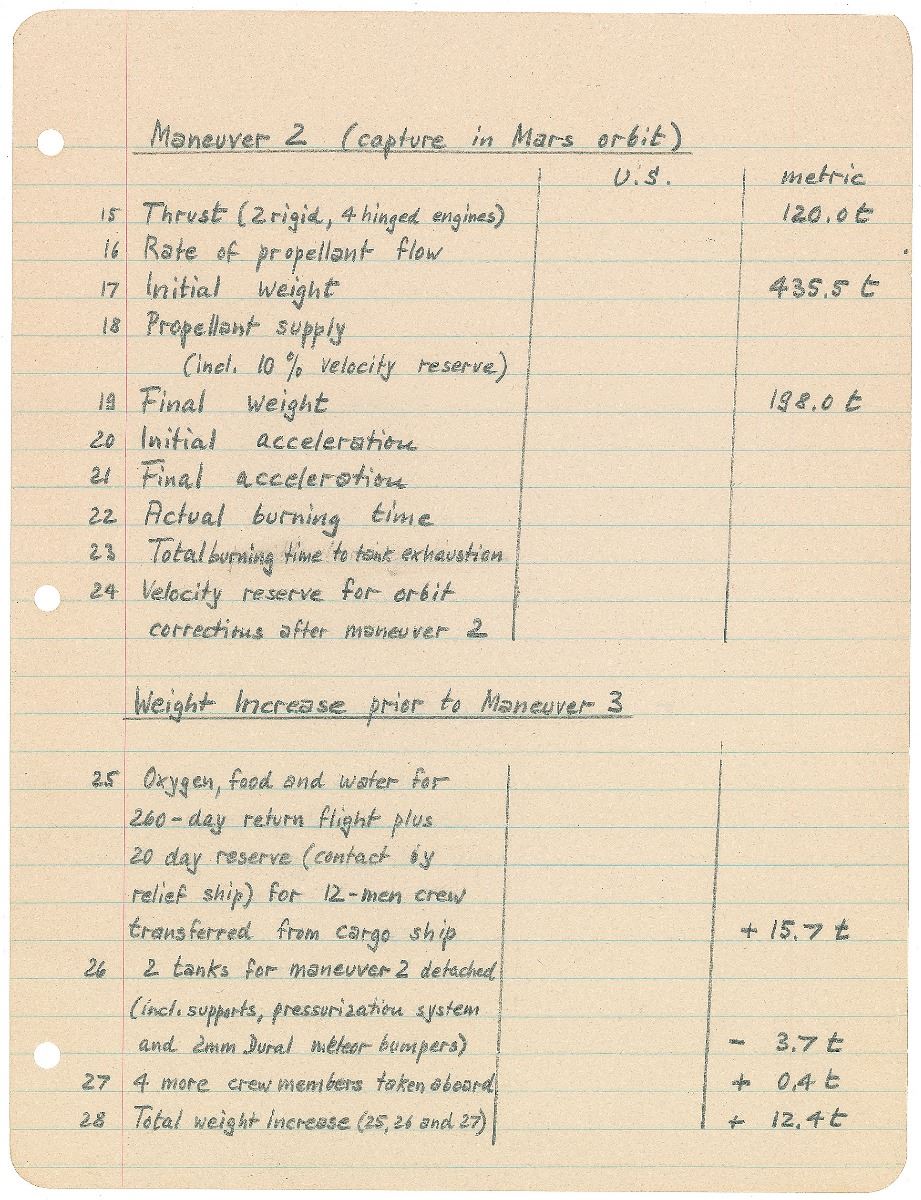 Maneuver 2 (capture in Mars orbit)
U.S. metric
15 Thrust (2 rigid, 4 hinged engines) 120.0 t
16 Rate of propellant flow
17 Initial Weight 435.5 t
18 Propellant supply
(incl. 10 % velocity reserve)
19 Final Weight 198.0 t
20 Initial acceleration
21 Final acceleration
22 Actual burning time
23 Total burning time to tank exhaustion
24 Velocity reserve for orbit
corrections after maneuver 2
Weight Increase prior to Maneuver 3
25 Oxygen, food and water for
260-day return flight plus
20 day reserve (contact by
relief ship) for 12-men crew
transferred from cargo ship + 15.7 t
26 2 tanks for maneuver 2 detached
(incl. supports, pressurization system
and 2mm Dural meteor bumpers) - 3.7 t
27 4 more crew members taken aboard + 0.4 t
28 Total weight Increase (25, 26 and 27) + 12.4 t